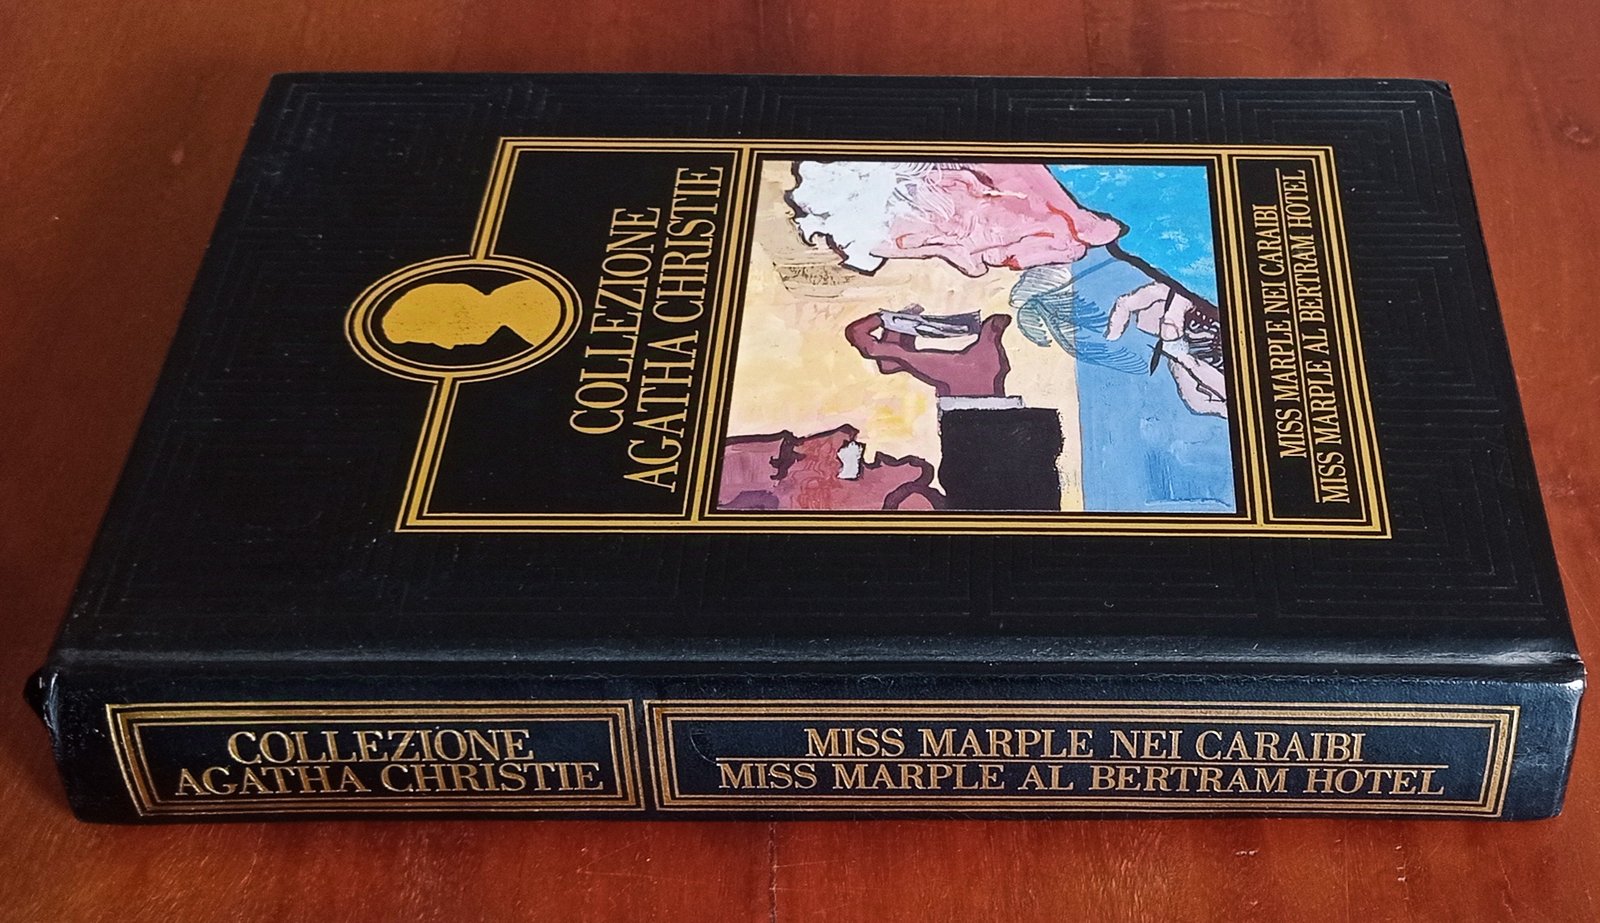 COLLEZIONE
AGATHA CHRISTIE
MISS MARPLE NEI CARAIBI
MISS MARPLE AL BERTRAM HOTEL
COLLEZIONE
AGATHA CHRISTIE
MISS MARPLE NEI CARAIBI
MISS MARPLE AL BERTRAM HOTEL